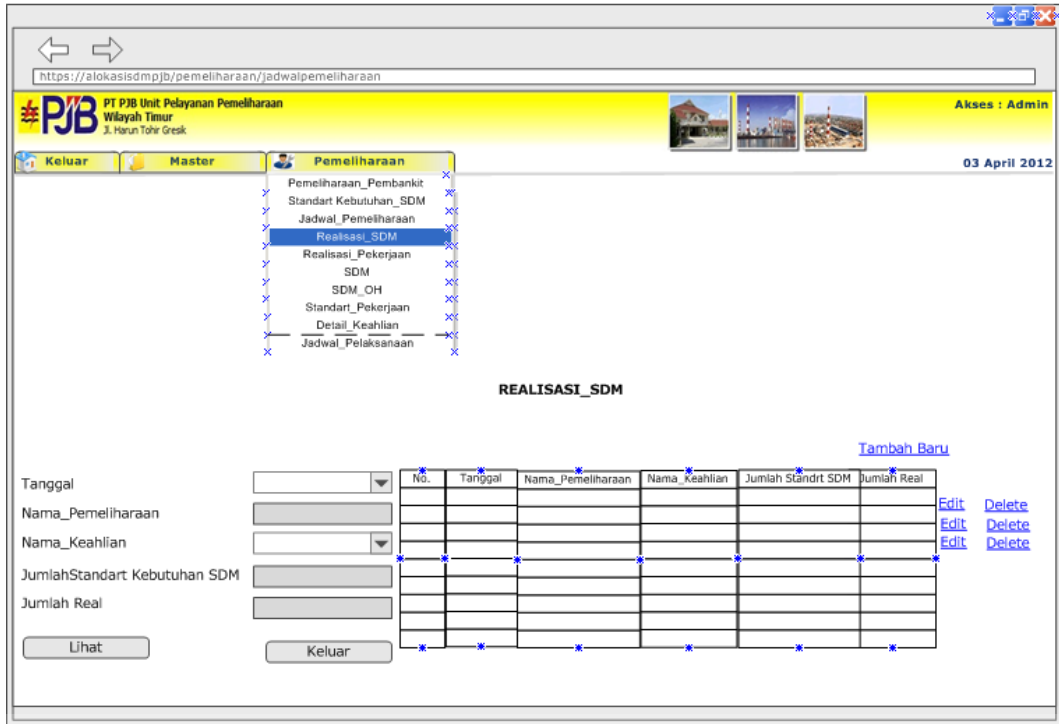 https://alokasisdmpjb/pemeliharaan/jadwalpemeliharaan
PJB
PT PJB Unit Pelayanan Pemeliharaan
Wilayah Timur
Jl. Harun Tohir Gresik
Akses : Admin
Keluar Master Pemeliharaan 03 April 2012
Pemeliharaan_Pembankit
Standart Kebutuhan_SDM
Jadwal_Pemeliharaan
Realisasi_SDM
Realisasi_Pekerjaan
SDM
SDM_OH
Standart_Pekerjaan
Detail_Keahlian
Jadwal_Pelaksanaan
REALISASI_SDM
Tambah Baru
Tanggal
Nama_Pemeliharaan
Nama_Keahlian
JumlahStandart Kebutuhan SDM
Jumlah Real
Lihat Keluar
No. Tanggal Nama_Pemeliharaan Nama_Keahlian Jumlah Standrt SDM Jumlah Real
Edit Delete
Edit Delete
Edit Delete